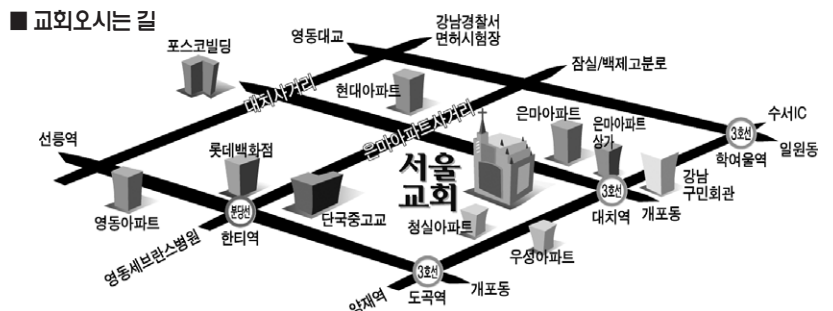 ■ 교회오시는 길
영동대교
강남경찰서
면허시험장
포스코빌딩
대치사거리
현대아파트
잠실/백제고분로
은마아파트사거리
은마아파트
은마아파트
상가
수서IC
3호선
학여울역
일원동
선릉역
롯데백화점
서울
교회
강남
구민회관
3호선
대치역
개포동
영동아파트
분당선
한티역
단국중고교
청실아파트
우성아파트
영동세브란스병원
3호선
도곡역
개포동
양재역